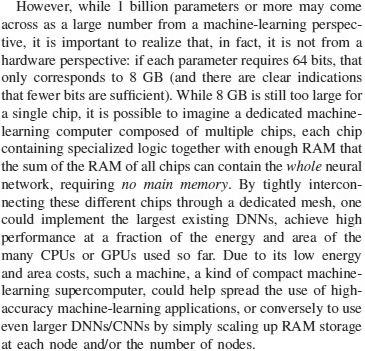 However, while 1 billion parameters or more may come
across as a large number from a machine-learning perspec-
tive, it is important to realize that, in fact, it is not from a
hardware perspective: if each parameter requires 64 bits, that
only corresponds to 8 GB (and there are clear indications
that fewer bits are sufficient). While 8 GB is still too large for
a single chip, it is possible to imagine a dedicated machine-
learning computer composed of multiple chips, each chip
containing specialized logic together with enough RAM that
the sum of the RAM of all chips can contain the whole neural
network, requiring no main memory. By tightly intercon-
necting these different chips through a dedicated mesh, one
could implement the largest existing DNNs, achieve high
performance at a fraction of the energy and area of the
many CPUs or GPUs used so far. Due to its low energy
and area costs, such a machine, a kind of compact machine-
learning supercomputer, could help spread the use of high-
accuracy machine-learning applications, or conversely to use
even larger DNNs/CNNs by simply scaling up RAM storage
at each node and/or the number of nodes.